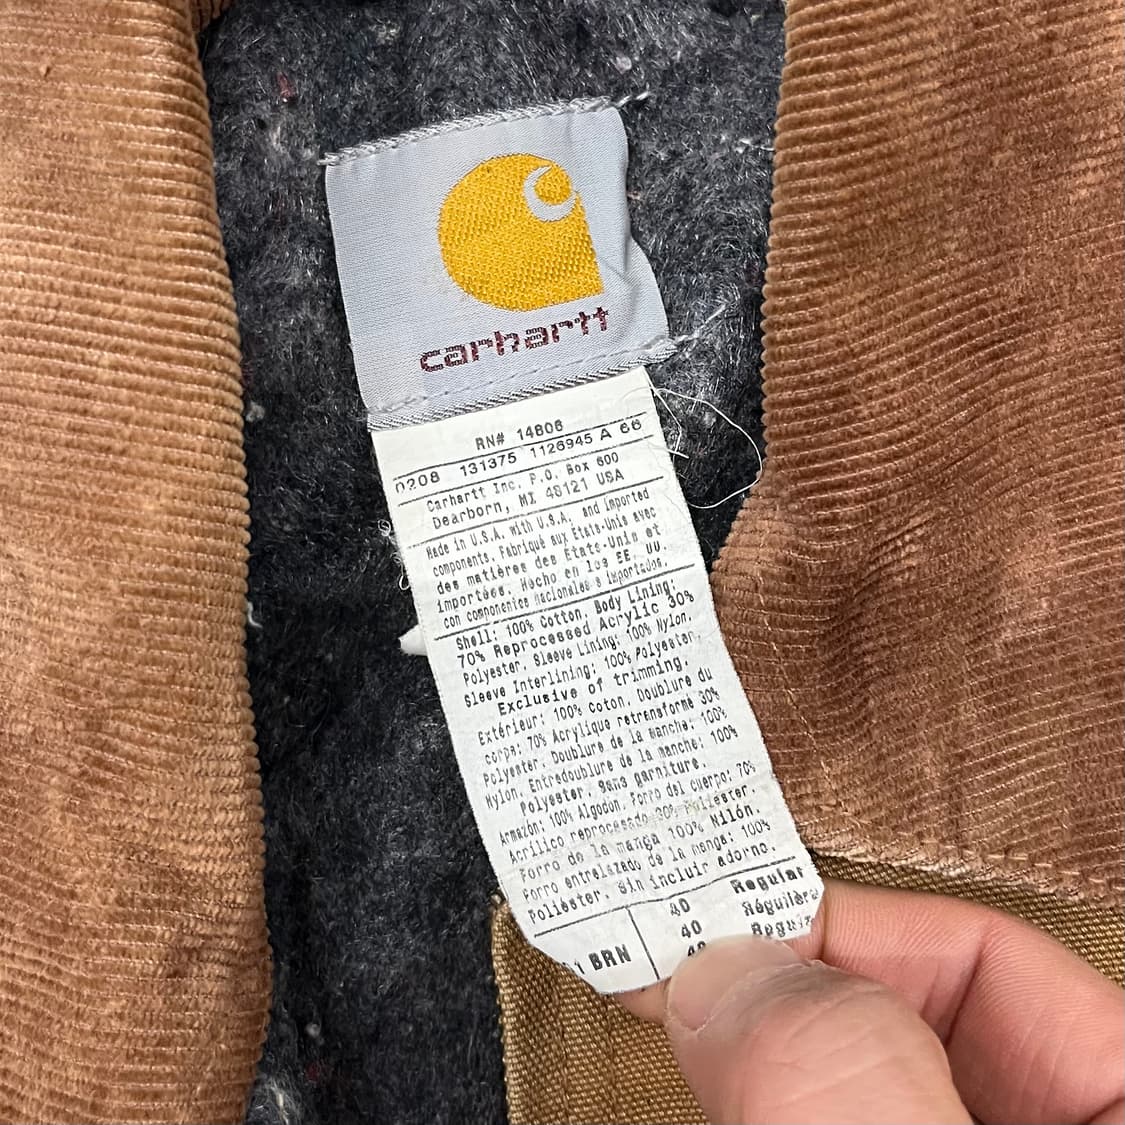 carhartt
RN# 14806
0208 131375 1126945 A 66
Carhartt Inc. P.O. Box 600
Dearborn, MI 48121 USA
Made in U.S.A. with U.S.A. and imported
components. Fabriqué aux États-Unis avec
des matières des États-Unis et
importées. Hecho en los EE. UU.
con componentes nacionales e importados.
Shell: 100% Cotton. Body Lining:
70% Reprocessed Acrylic 30%
Polyester. Sleeve Lining: 100% Nylon.
Sleeve Interlining: 100% Polyester.
Exclusive of trimming.
Extérieur: 100% Coton. Doublure du
corps: 70% Acrylique retransformé 30%
Polyester. Doublure de la manche: 100%
Nylon. Entredoublure de la manche: 100%
Polyester. Sans garniture.
Armazón: 100% Algodon. Forro del cuerpo: 70%
Acrílico reprocesado 30% Poliéster.
Forro de la manga 100% Nilón.
Forro entrelazado de la manga: 100%
Poliéster. Sin incluir adorno.
40 Regular
40 Régulière
BRN